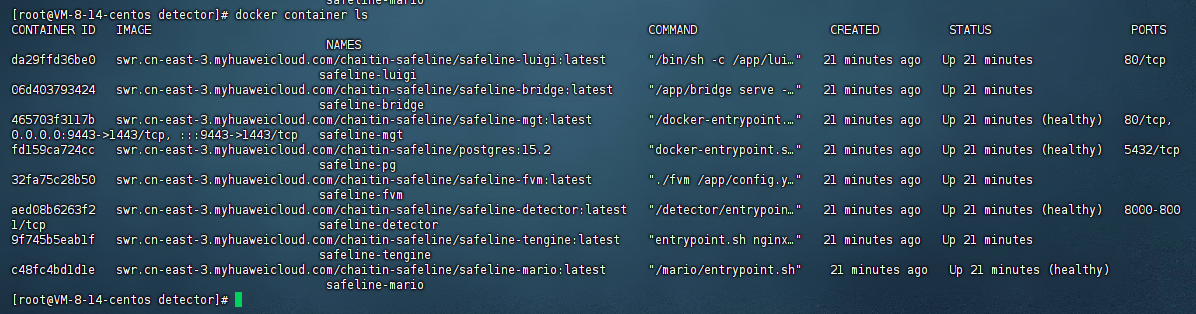 safeline-mario
[root@VM-8-14-centos detector]# docker container ls
CONTAINER ID   IMAGE   COMMAND   CREATED   STATUS   PORTS
NAMES
da29ffd36be0   swr.cn-east-3.myhuaweicloud.com/chaitin-safeline/safeline-luigi:latest   "/bin/sh -c /app/lui…"   21 minutes ago   Up 21 minutes   80/tcp
safeline-luigi
06d403793424   swr.cn-east-3.myhuaweicloud.com/chaitin-safeline/safeline-bridge:latest   "/app/bridge serve -…"   21 minutes ago   Up 21 minutes
safeline-bridge
465703f3117b   swr.cn-east-3.myhuaweicloud.com/chaitin-safeline/safeline-mgt:latest   "/docker-entrypoint.…"   21 minutes ago   Up 21 minutes (healthy)   80/tcp,
0.0.0.0:9443->1443/tcp, :::9443->1443/tcp   safeline-mgt
fd159ca724cc   swr.cn-east-3.myhuaweicloud.com/chaitin-safeline/postgres:15.2   "docker-entrypoint.s…"   21 minutes ago   Up 21 minutes (healthy)   5432/tcp
safeline-pg
32fa75c28b50   swr.cn-east-3.myhuaweicloud.com/chaitin-safeline/safeline-fvm:latest   "./fvm /app/config.y…"   21 minutes ago   Up 21 minutes
safeline-fvm
aed08b6263f2   swr.cn-east-3.myhuaweicloud.com/chaitin-safeline/safeline-detector:latest   "/detector/entrypoin…"   21 minutes ago   Up 21 minutes (healthy)   8000-800
1/tcp   safeline-detector
9f745b5eab1f   swr.cn-east-3.myhuaweicloud.com/chaitin-safeline/safeline-tengine:latest   "entrypoint.sh nginx…"   21 minutes ago   Up 21 minutes
safeline-tengine
c48fc4bd1d1e   swr.cn-east-3.myhuaweicloud.com/chaitin-safeline/safeline-mario:latest   "/mario/entrypoint.sh"   21 minutes ago   Up 21 minutes (healthy)
safeline-mario
[root@VM-8-14-centos detector]#